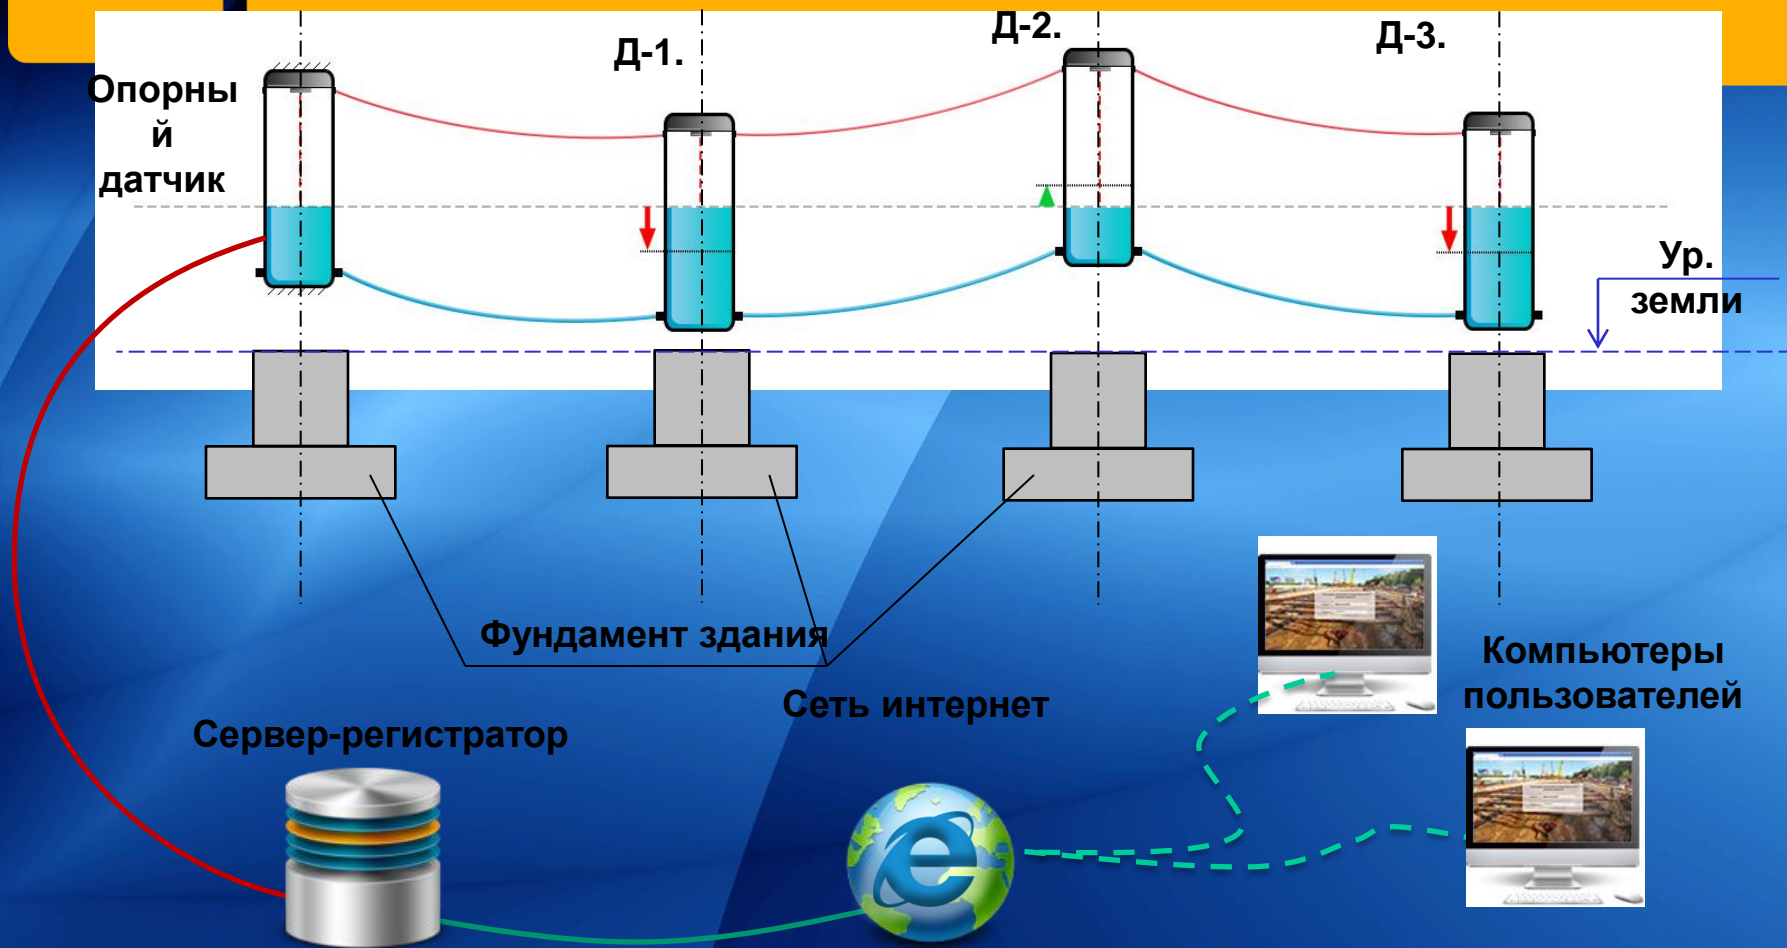 Опорны
й
датчик
Д-1.
Д-2.
Д-3.
Ур.
земли
Фундамент здания
Компьютеры
пользователей
Сеть интернет
Сервер-регистратор